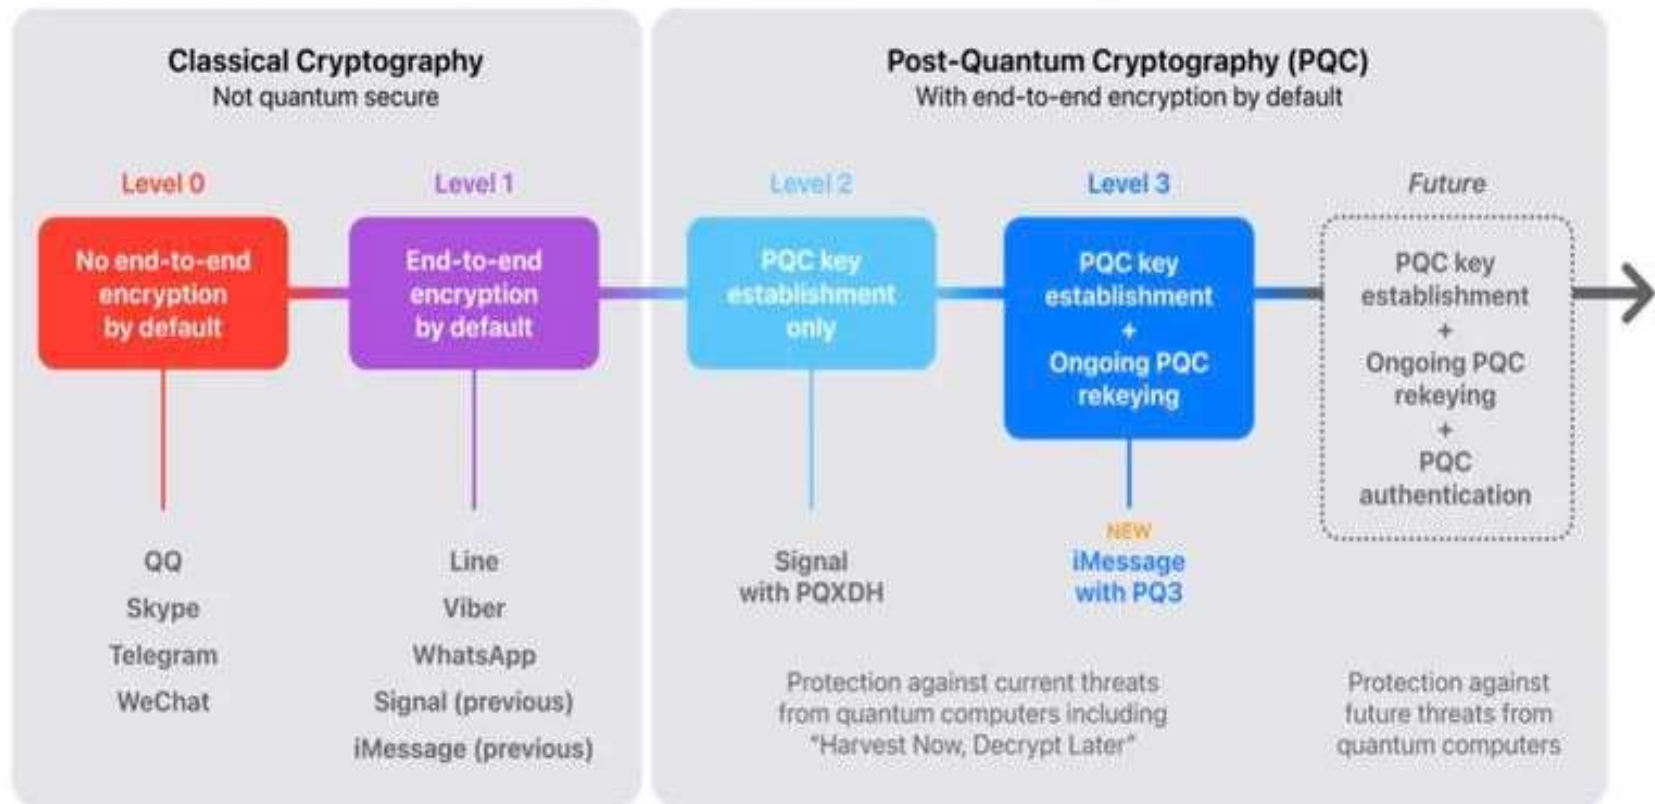 Classical Cryptography
Not quantum secure
Level 0
No end-to-end
encryption
by default
QQ
Skype
Telegram
WeChat
Level 1
End-to-end
encryption
by default
Line
Viber
WhatsApp
Signal (previous)
iMessage (previous)
Post-Quantum Cryptography (PQC)
With end-to-end encryption by default
Level 2
PQC key
establishment
only
Signal
with PQXDH
Level 3
PQC key
establishment
+
Ongoing PQC
rekeying
NEW
iMessage
with PQ3
Protection against current threats
from quantum computers including
“Harvest Now, Decrypt Later”
Future
PQC key
establishment
+
Ongoing PQC
rekeying
+
PQC
authentication
Protection against
future threats from
quantum computers